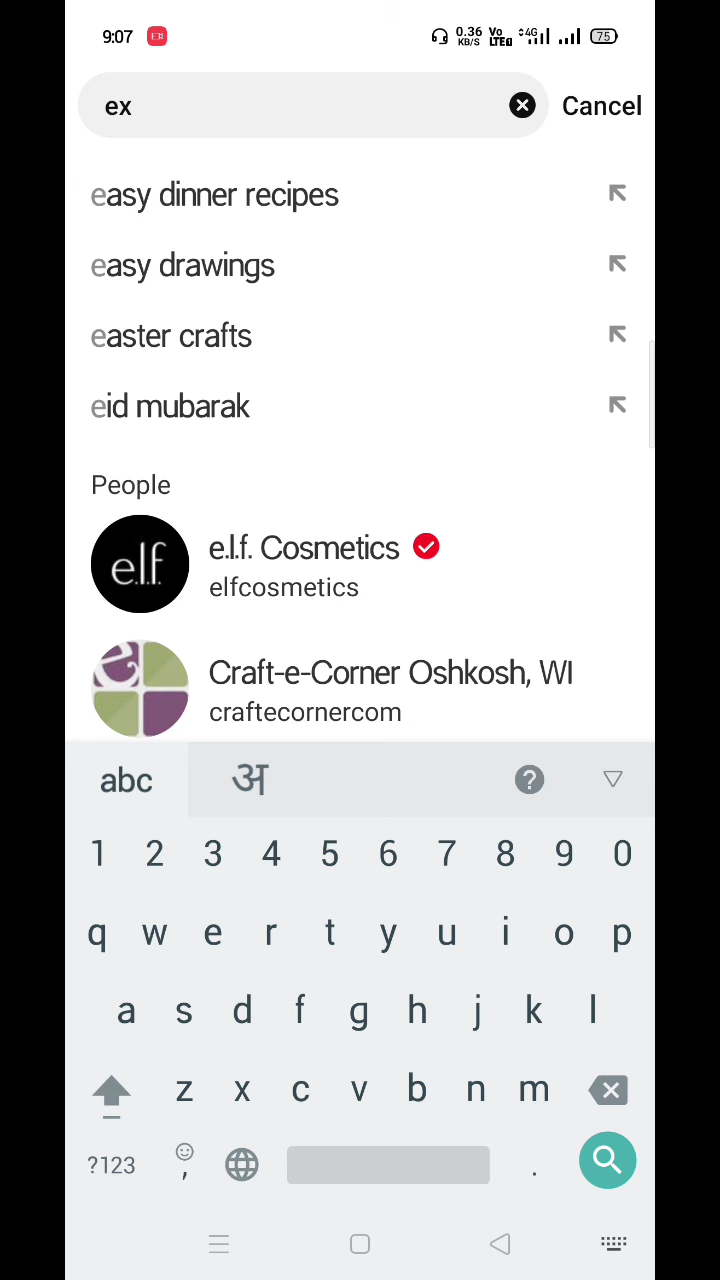 9:07 0.36 KB/S Vo LTE 1 4G 75
ex Cancel
easy dinner recipes
easy drawings
easter crafts
eid mubarak
People
e.l.f. e.l.f. Cosmetics
elfcosmetics
e Craft-e-Corner Oshkosh, WI
craftecornercom
abc अ ?
1 2 3 4 5 6 7 8 9 0
q w e r t y u i o p
a s d f g h j k l
z x c v b n m
?123 , .